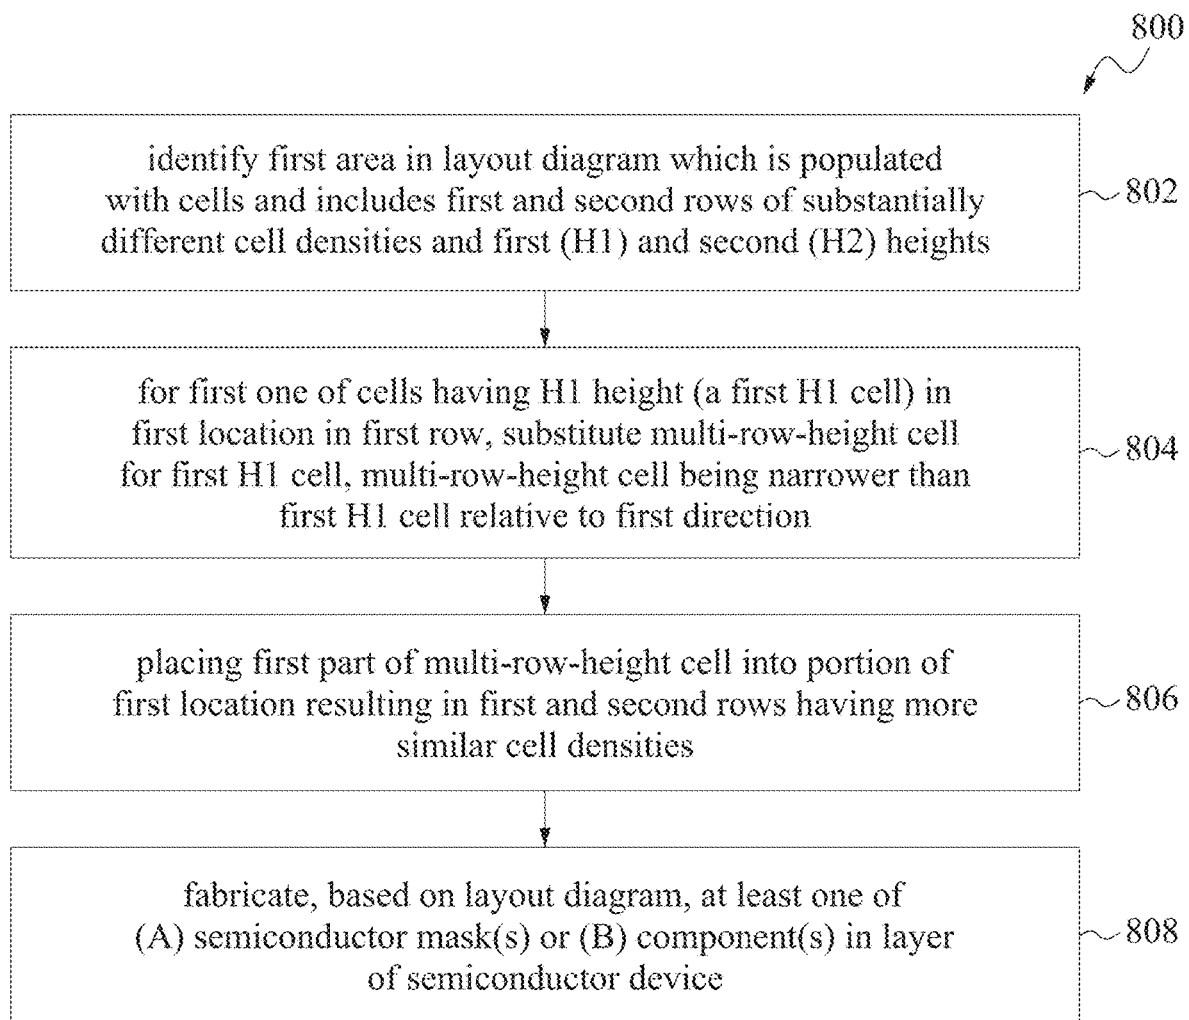 800
identify first area in layout diagram which is populated
with cells and includes first and second rows of substantially
different cell densities and first (H1) and second (H2) heights
802
for first one of cells having H1 height (a first H1 cell) in
first location in first row, substitute multi-row-height cell
for first H1 cell, multi-row-height cell being narrower than
first H1 cell relative to first direction
804
placing first part of multi-row-height cell into portion of
first location resulting in first and second rows having more
similar cell densities
806
fabricate, based on layout diagram, at least one of
(A) semiconductor mask(s) or (B) component(s) in layer
of semiconductor device
808